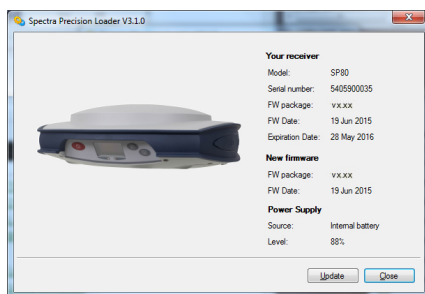 Spectra Precision Loader V3.1.0
Your receiver
Model: SP80
Serial number: 5405900035
FW package: vx.xx
FW Date: 19 Jun 2015
Expiration Date: 28 May 2016
New firmware
FW package: vx.xx
FW Date: 19 Jun 2015
Power Supply
Source: Internal battery
Level: 88%
Update Close